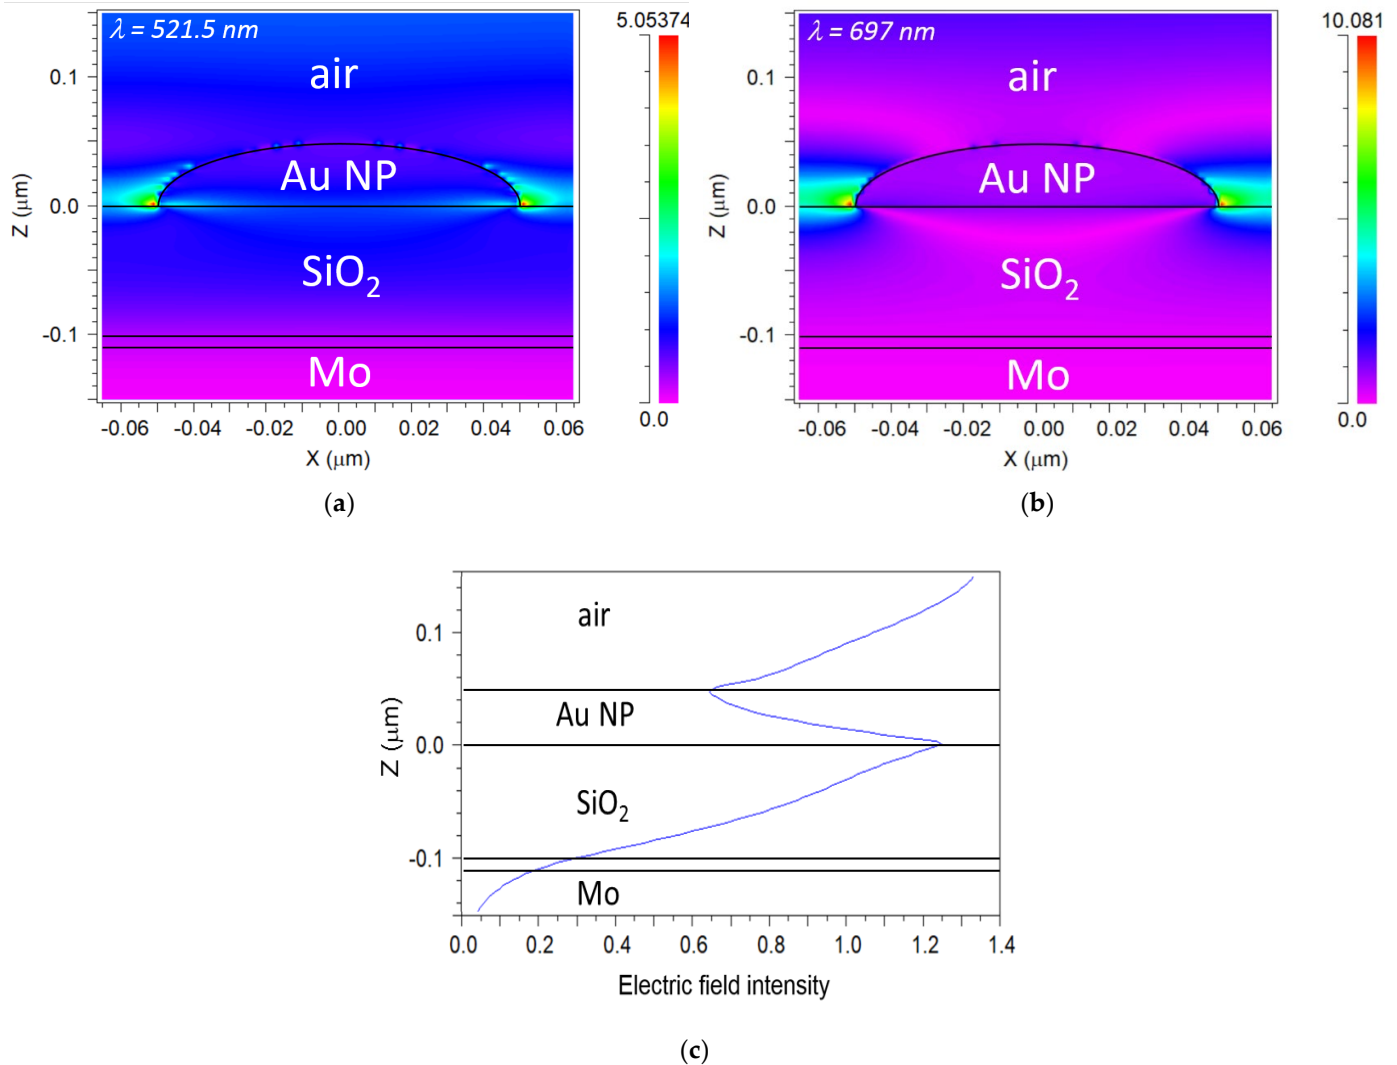 λ = 521.5 nm
5.05374
air
Au NP
SiO₂
Mo
0.1
0.0
-0.1
Z (μm)
0.0
-0.06 -0.04 -0.02 0.00 0.02 0.04 0.06
X (μm)
(a)
λ = 697 nm
10.081
air
Au NP
SiO₂
Mo
0.1
0.0
-0.1
Z (μm)
0.0
-0.06 -0.04 -0.02 0.00 0.02 0.04 0.06
X (μm)
(b)
air
Au NP
SiO₂
Mo
0.1
0.0
-0.1
Z (μm)
0.0 0.2 0.4 0.6 0.8 1.0 1.2 1.4
Electric field intensity
(c)